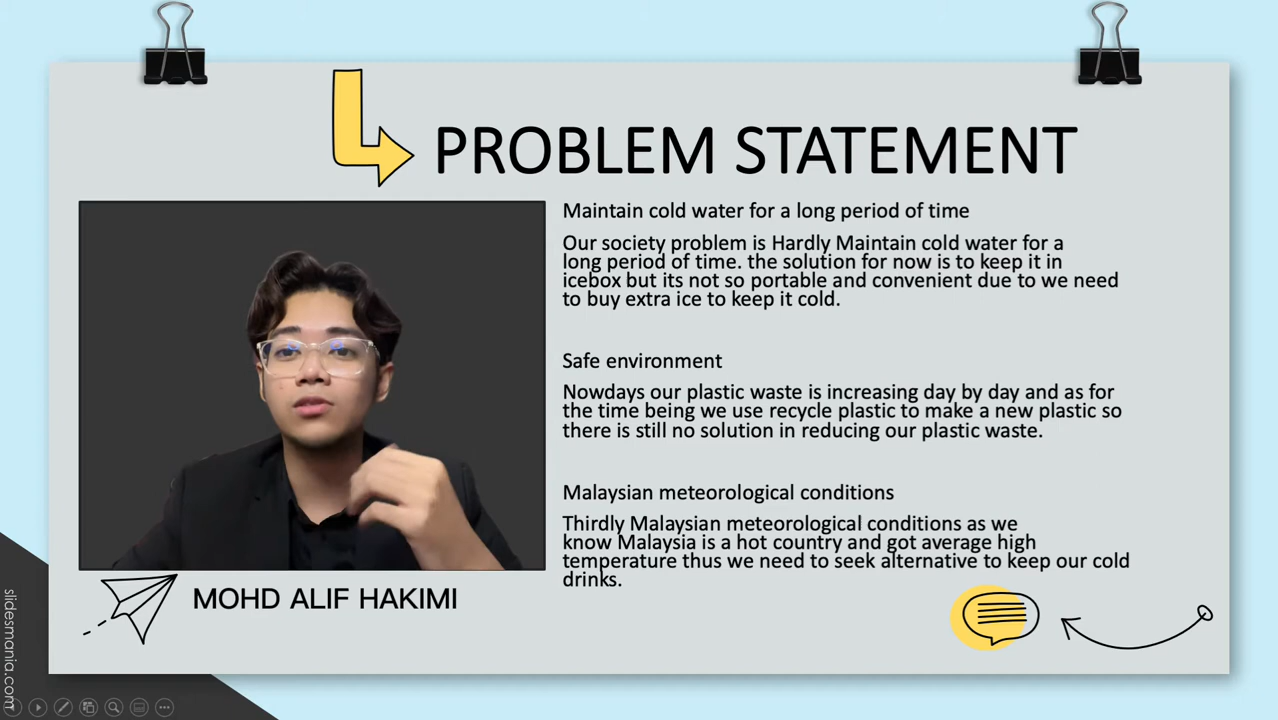 PROBLEM STATEMENT
Maintain cold water for a long period of time
Our society problem is Hardly Maintain cold water for a
long period of time. the solution for now is to keep it in
icebox but its not so portable and convenient due to we need
to buy extra ice to keep it cold.
Safe environment
Nowdays our plastic waste is increasing day by day and as for
the time being we use recycle plastic to make a new plastic so
there is still no solution in reducing our plastic waste.
Malaysian meteorological conditions
Thirdly Malaysian meteorological conditions as we
know Malaysia is a hot country and got average high
temperature thus we need to seek alternative to keep our cold
drinks.
MOHD ALIF HAKIMI
slidesmania.com